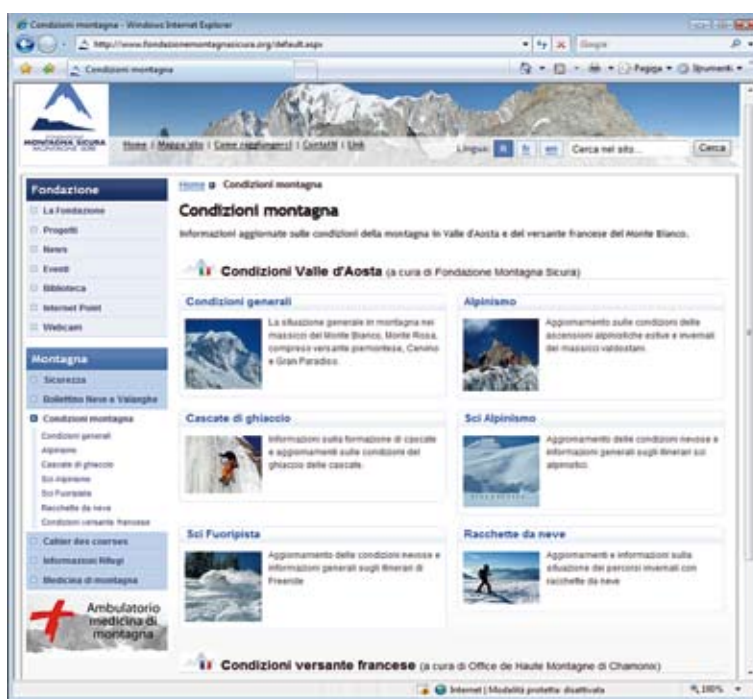 Condizioni montagna - Windows Internet Explorer
http://www.fondazionemontagnasicura.org/default.aspx
Google
Condizioni montagna
Pagina
Strumenti
FONDAZIONE
MONTAGNA SICURA
MONTAGNE SÛRE
Home | Mappa sito | Come raggiungerci | Contatti | Link
Lingua: it fr en
Cerca nel sito...
Cerca
Fondazione
La Fondazione
Progetti
News
Eventi
Biblioteca
Internet Point
Webcam
Montagna
Sicurezza
Bollettino Neve e Valanghe
Condizioni montagna
Condizioni generali
Alpinismo
Cascate di ghiaccio
Sci Alpinismo
Sci Fuoripista
Racchette da neve
Condizioni versante francese
Cahier des courses
Informazioni Rifugi
Medicina di montagna
Ambulatorio
medicina di
montagna
Home Condizioni montagna
Condizioni montagna
Informazioni aggiornate sulle condizioni della montagna in Valle d'Aosta e del versante francese del Monte Bianco.
Condizioni Valle d'Aosta (a cura di Fondazione Montagna Sicura)
Condizioni generali
La situazione generale in montagna nei
massicci del Monte Bianco, Monte Rosa,
compreso versante piemontese, Cervino
e Gran Paradiso.
Alpinismo
Aggiornamento sulle condizioni delle
ascensioni alpinistiche estive e invernali
dei massicci valdostani.
Cascate di ghiaccio
Informazioni sulla formazione di cascate
e aggiornamenti sulle condizioni del
ghiaccio delle cascate.
Sci Alpinismo
Aggiornamento delle condizioni nevose e
informazioni generali sugli itinerari sci
alpinistici.
Sci Fuoripista
Aggiornamento delle condizioni nevose e
informazioni generali sugli itinerari di
Freeride
Racchette da neve
Aggiornamenti e informazioni sulla
situazione dei percorsi invernali con
racchette da neve
Condizioni versante francese (a cura di Office de Haute Montagne di Chamonix)
Internet | Modalità protetta: disattivata
100%